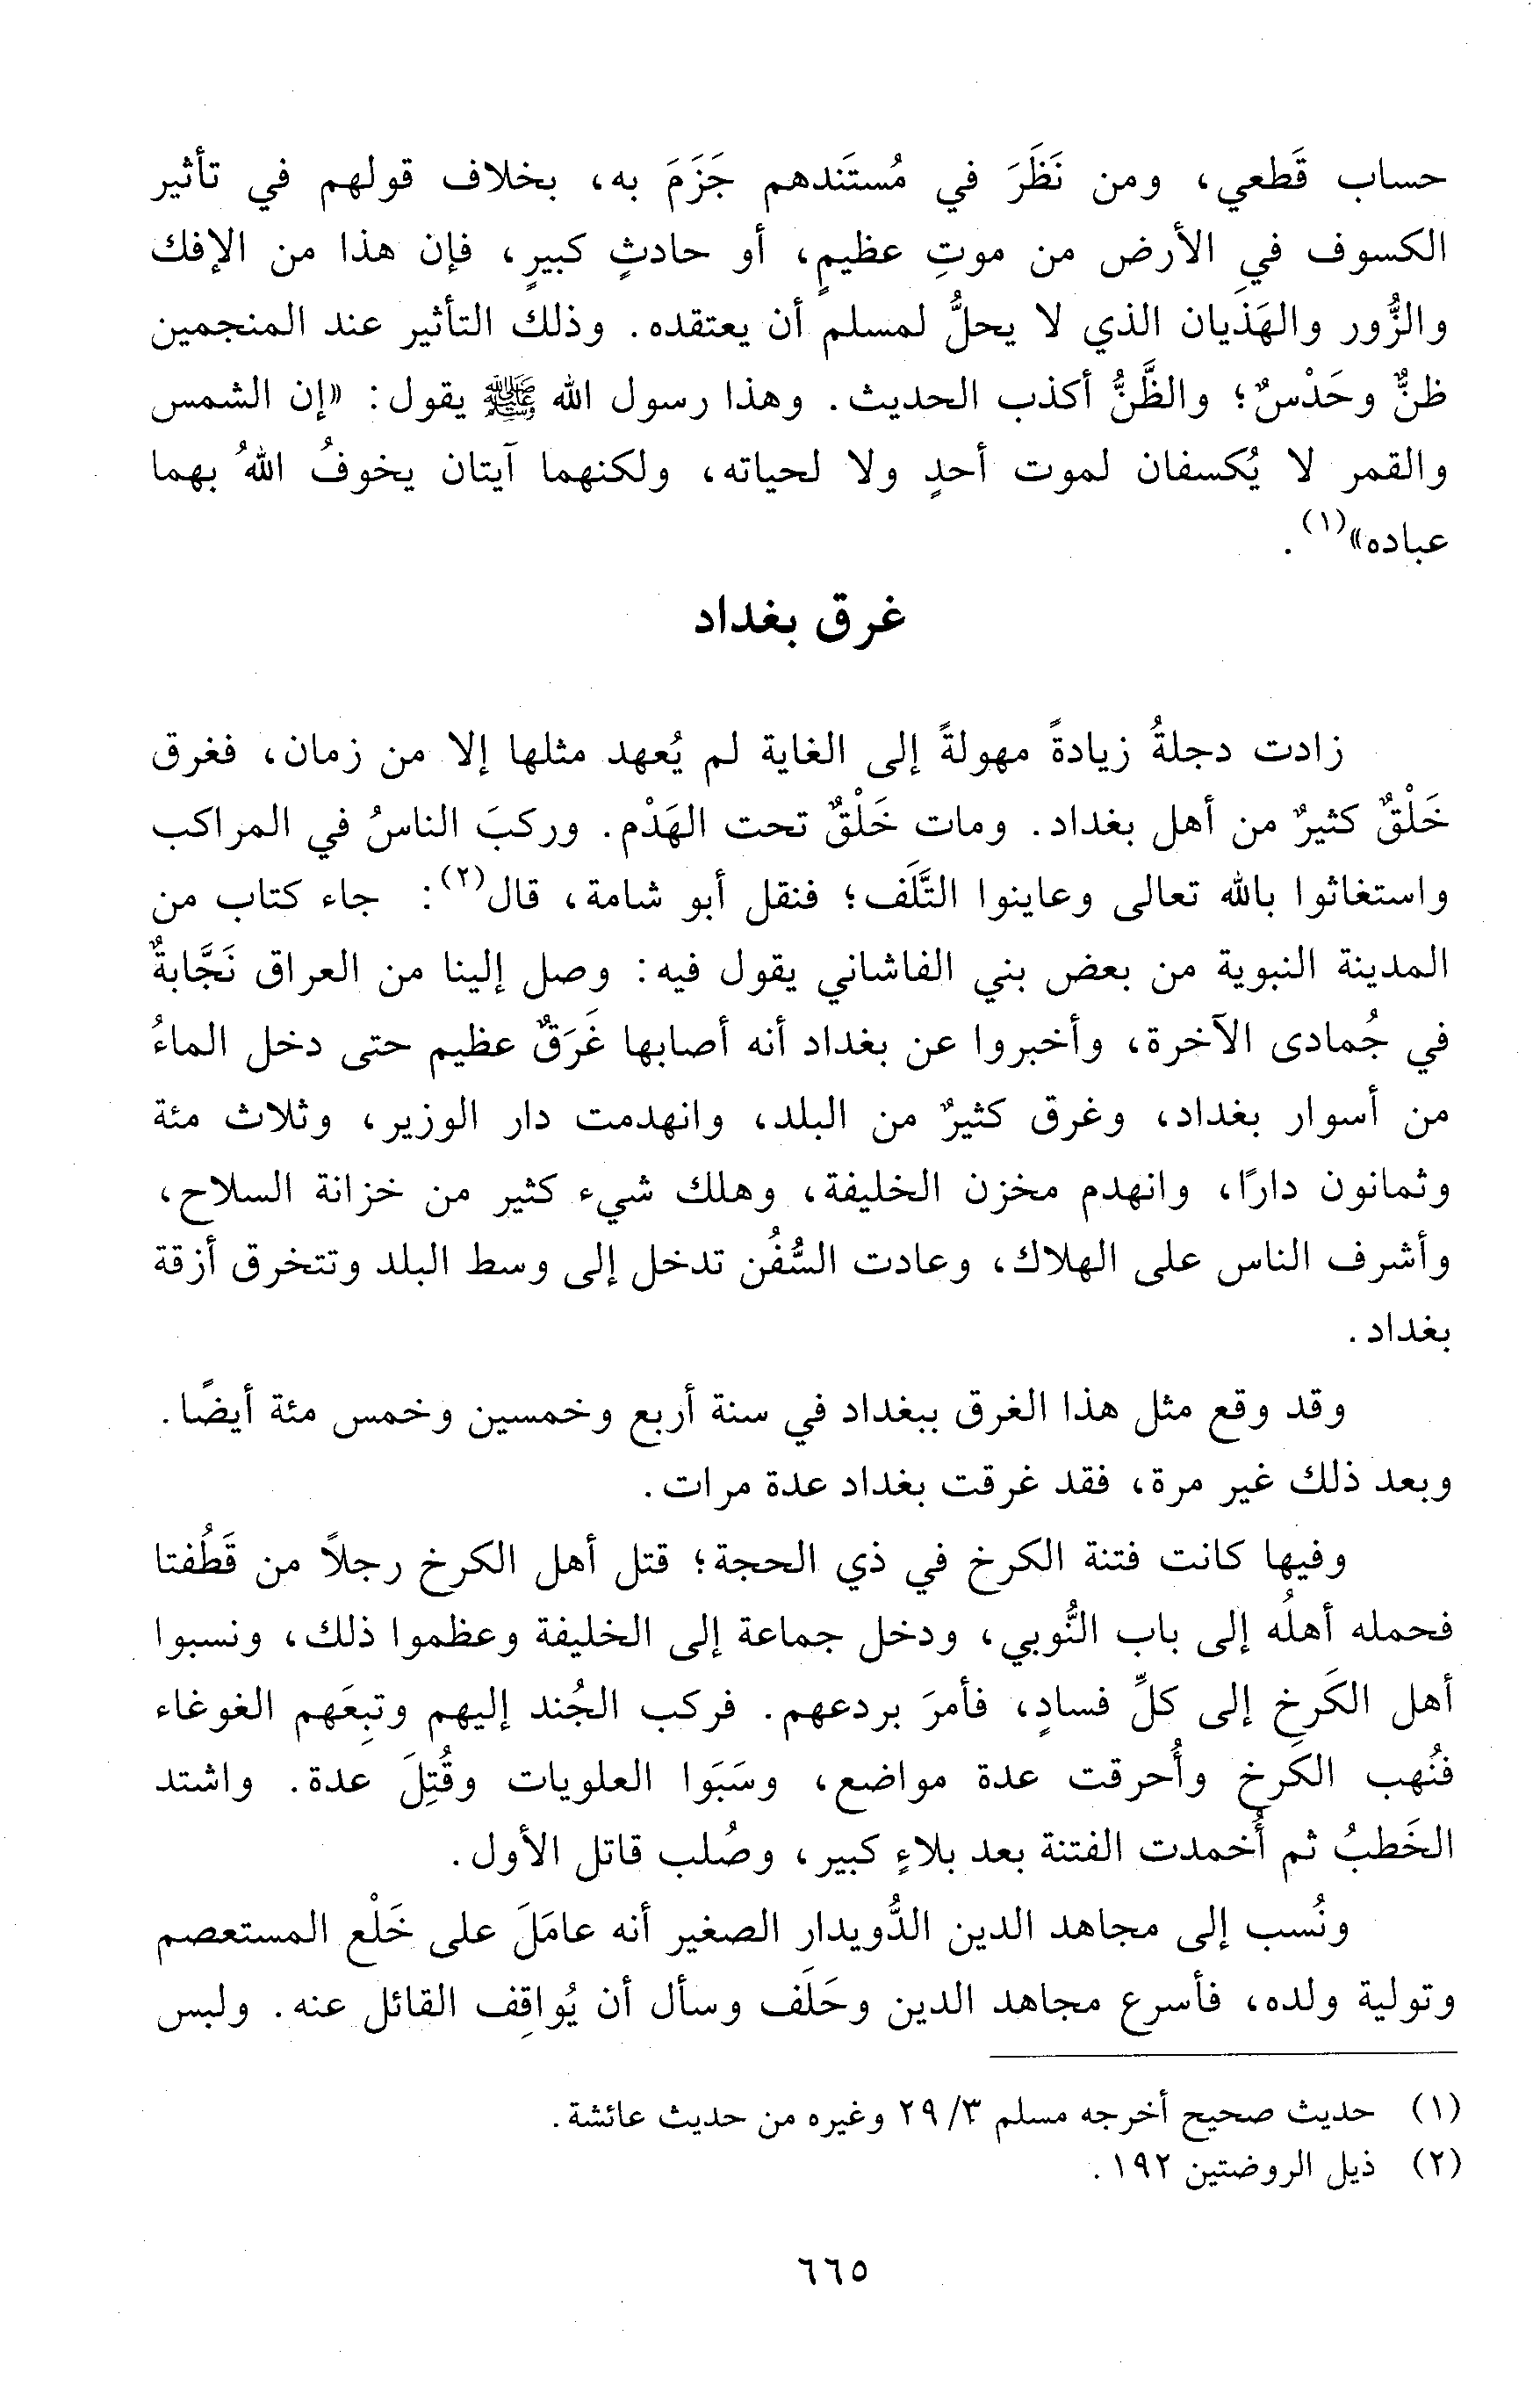 حساب قَطعي، ومن نَظَرَ في مُستَندهم جَزَمَ به، بخلاف قولهم في تأثير
الكسوف في الأرض من موتِ عظيمٍ، أو حادثٍ كبيرٍ، فإن هذا من الإفك
والزُّور والهَذيان الذي لا يحلُّ لمسلم أن يعتقده. وذلك التأثير عند المنجمين
ظنٌّ وحَدْسٌ؛ والظَّنُّ أكذب الحديث. وهذا رسول الله ﷺ يقول: «إن الشمس
والقمر لا يُكسفان لموت أحدٍ ولا لحياته، ولكنهما آيتان يخوفُ اللهُ بهما
عباده»(١).
غرق بغداد
زادت دجلةُ زيادةً مهولةً إلى الغاية لم يُعهد مثلها إلا من زمان، فغرق
خَلْقٌ كثيرٌ من أهل بغداد. ومات خَلْقٌ تحت الهَدْم. وركبَ الناسُ في المراكب
واستغاثوا بالله تعالى وعاينوا التَّلَف؛ فنقل أبو شامة، قال(٢): جاء كتاب من
المدينة النبوية من بعض بني الفاشاني يقول فيه: وصل إلينا من العراق نَجَّابةٌ
في جُمادى الآخرة، وأخبروا عن بغداد أنه أصابها غَرَقٌ عظيم حتى دخل الماءُ
من أسوار بغداد، وغرق كثيرٌ من البلد، وانهدمت دار الوزير، وثلاث مئة
وثمانون دارًا، وانهدم مخزن الخليفة، وهلك شيء كثير من خزانة السلاح،
وأشرف الناس على الهلاك، وعادت السُّفُن تدخل إلى وسط البلد وتتخرق أزقة
بغداد.
وقد وقع مثل هذا الغرق ببغداد في سنة أربع وخمسين وخمس مئة أيضًا.
وبعد ذلك غير مرة، فقد غرقت بغداد عدة مرات.
وفيها كانت فتنة الكرخ في ذي الحجة؛ قتل أهل الكرخ رجلاً من قَطُفتا
فحمله أهلُه إلى باب النُّوبي، ودخل جماعة إلى الخليفة وعظموا ذلك، ونسبوا
أهل الكَرخِ إلى كلِّ فسادٍ، فأمرَ بردعهم. فركب الجُند إليهم وتبِعَهم الغوغاء
فنُهب الكَرخ وأُحرقت عدة مواضع، وسَبَوا العلويات وقُتِلَ عدة. واشتد
الخَطبُ ثم أُخمدت الفتنة بعد بلاءٍ كبير، وصُلب قاتل الأول.
ونُسب إلى مجاهد الدين الدُّويدار الصغير أنه عامَلَ على خَلْع المستعصم
وتولية ولده، فأسرع مجاهد الدين وحَلَف وسأل أن يُواقِف القائل عنه. ولبس
(١) حديث صحيح أخرجه مسلم ٣/ ٢٩ وغيره من حديث عائشة.
(٢) ذيل الروضتين ١٩٢.
٦٦٥